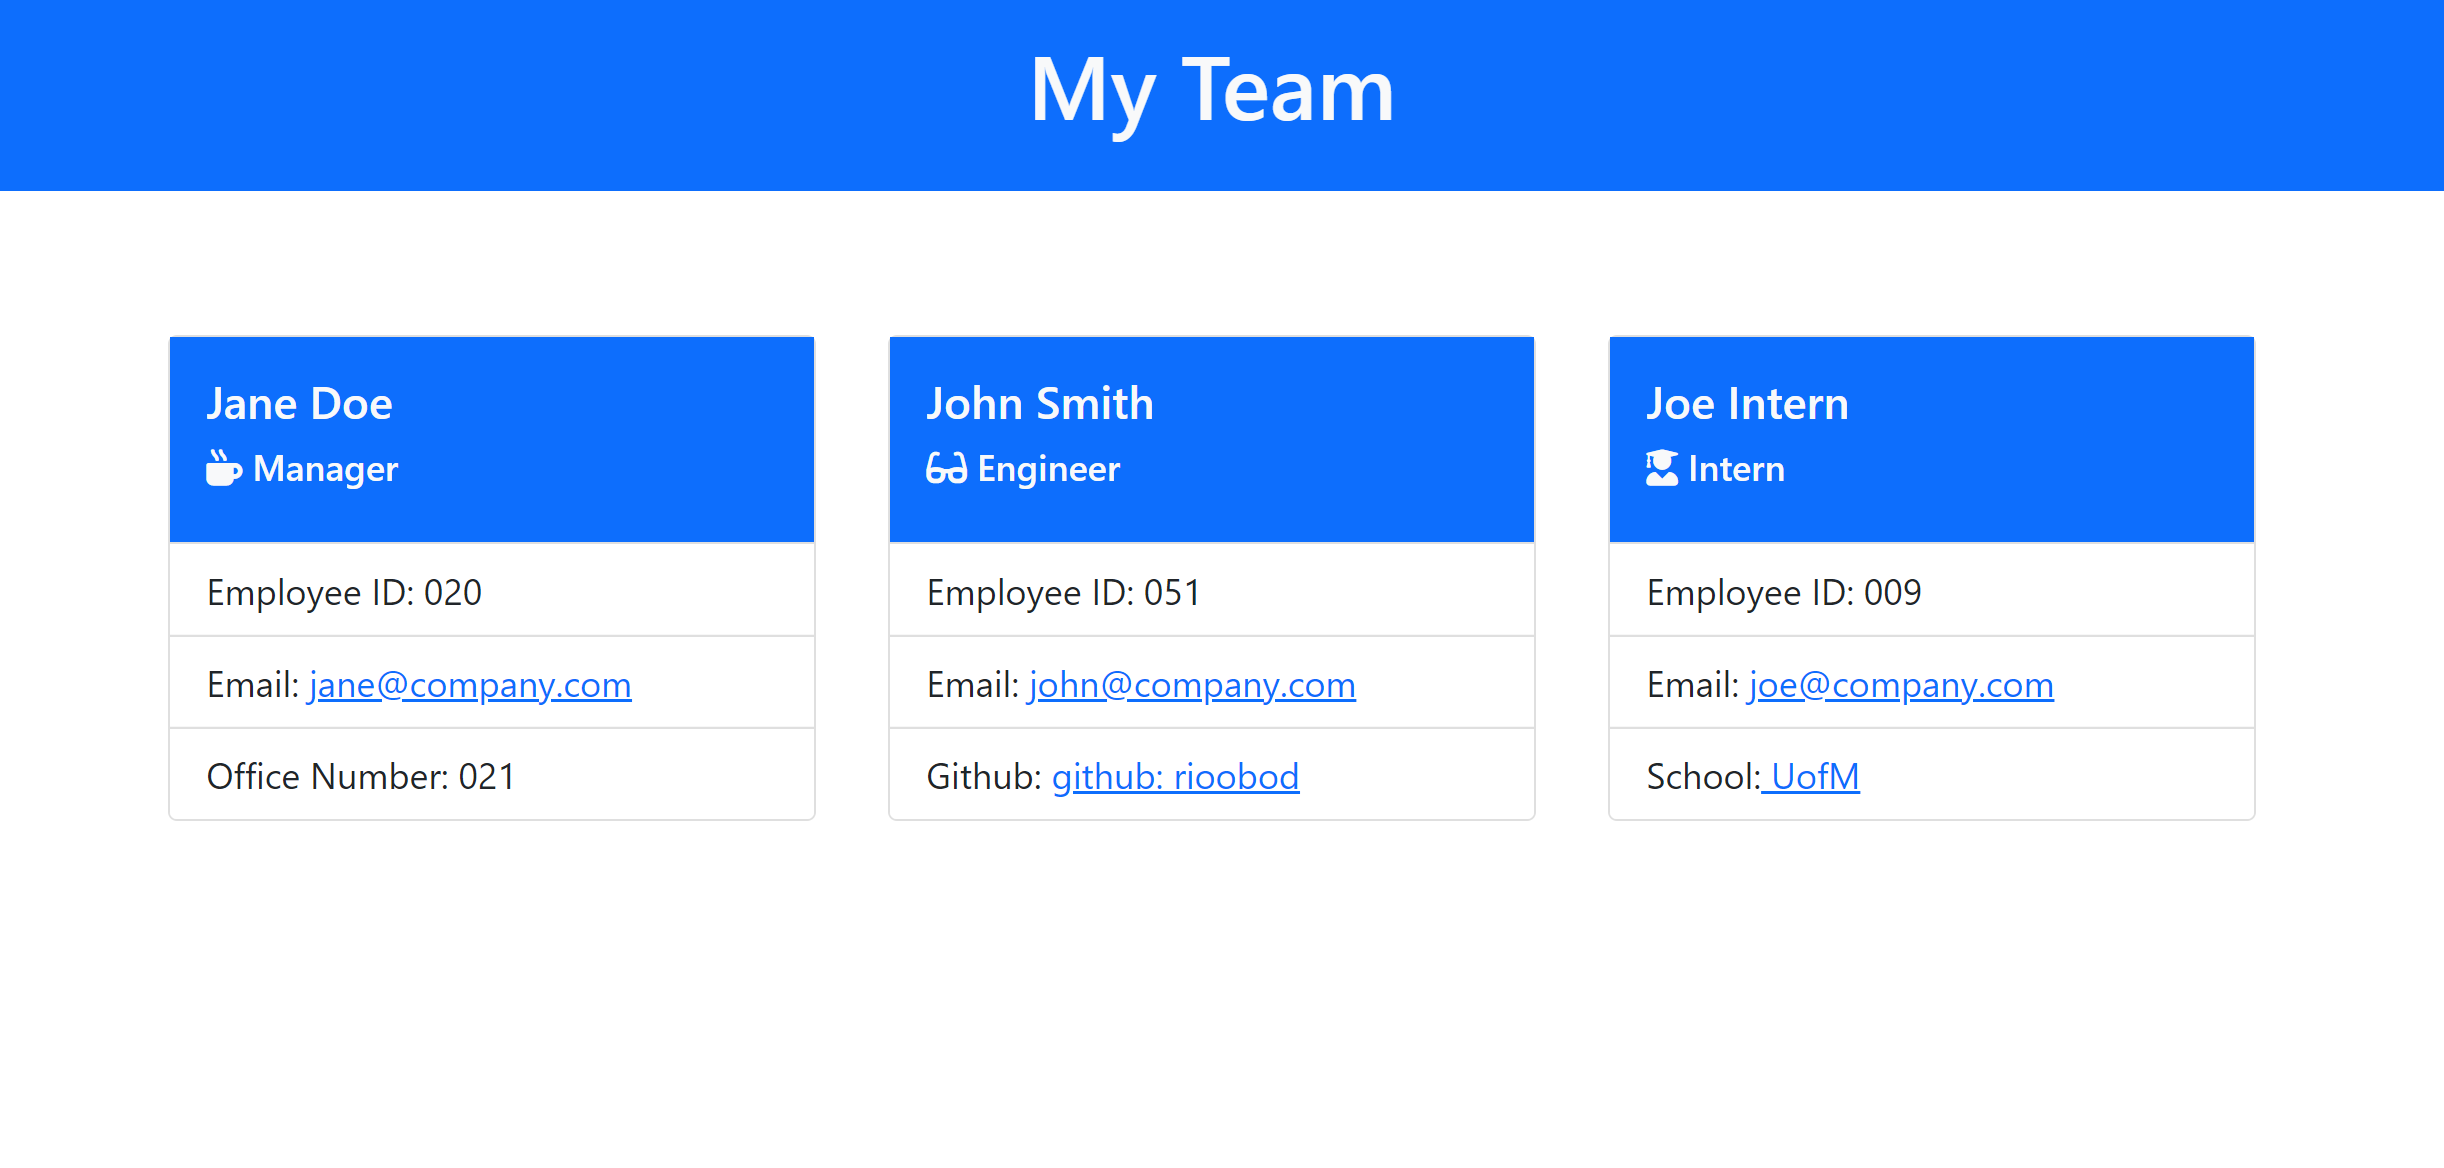 My Team
Jane Doe
Manager
Employee ID: 020
Email: jane@company.com
Office Number: 021
John Smith
Engineer
Employee ID: 051
Email: john@company.com
Github: github: rioobod
Joe Intern
Intern
Employee ID: 009
Email: joe@company.com
School: UofM